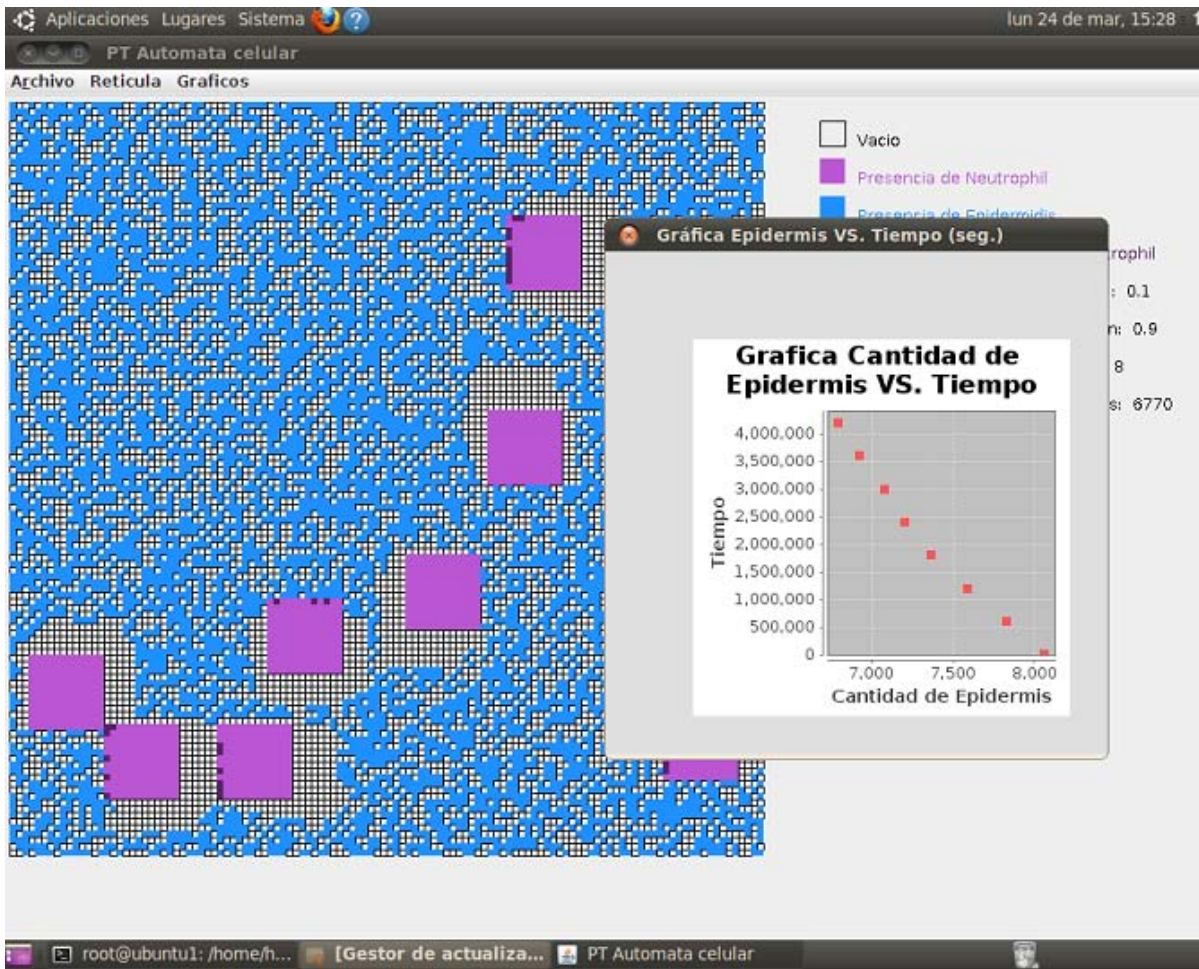 Aplicaciones Lugares Sistema
lun 24 de mar, 15:28
PT Automata celular
Archivo Reticula Graficos
Vacio
Presencia de Neutrophil
Presencia de Epidermidis
Gráfica Epidermis VS. Tiempo (seg.)
rophil
: 0.1
n: 0.9
8
s: 6770
Grafica Cantidad de
Epidermis VS. Tiempo
4,000,000
3,500,000
3,000,000
2,500,000
2,000,000
1,500,000
1,000,000
500,000
0
Tiempo
7,000 7,500 8,000
Cantidad de Epidermis
root@ubuntu1: /home/h...
[Gestor de actualiza...
PT Automata celular